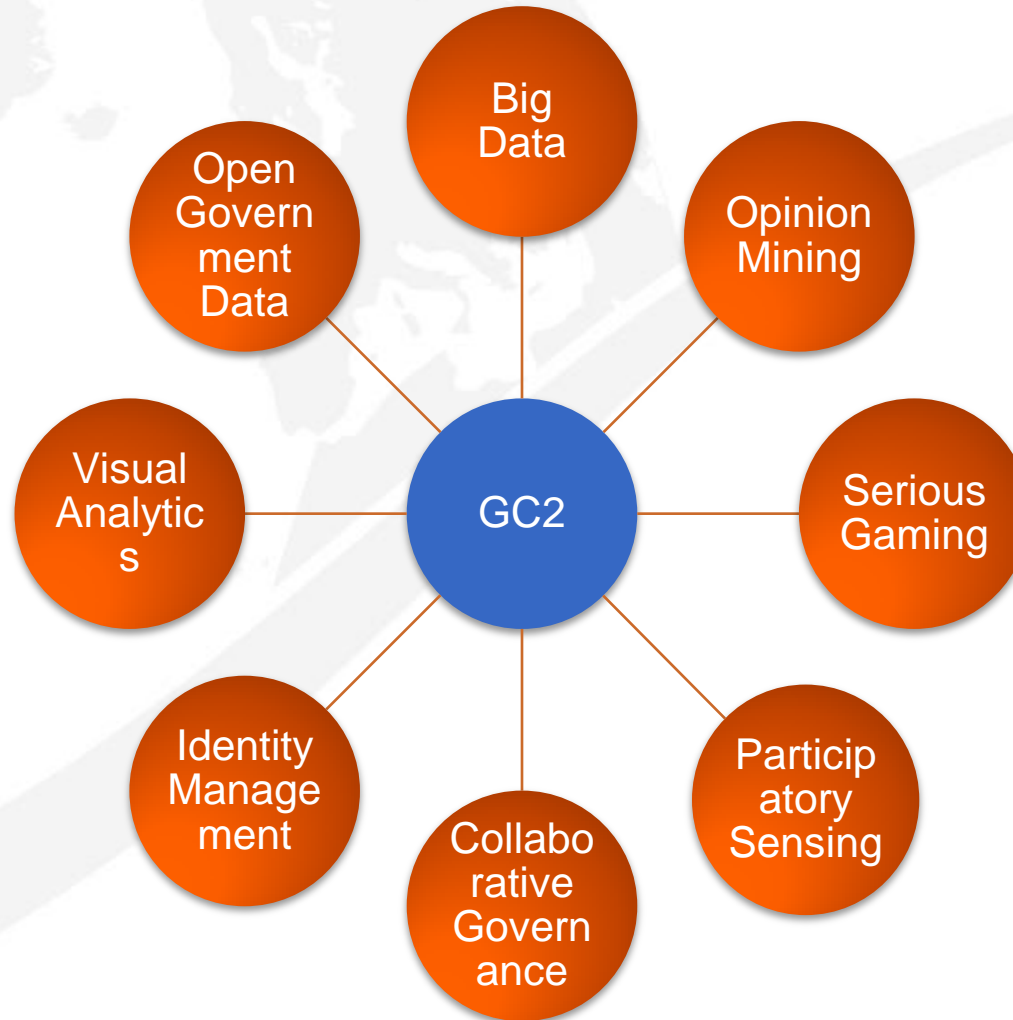 Big
Data
Opinion
Mining
Serious
Gaming
Particip
atory
Sensing
Collabo
rative
Govern
ance
Identity
Manage
ment
Visual
Analytic
s
Open
Govern
ment
Data
GC2